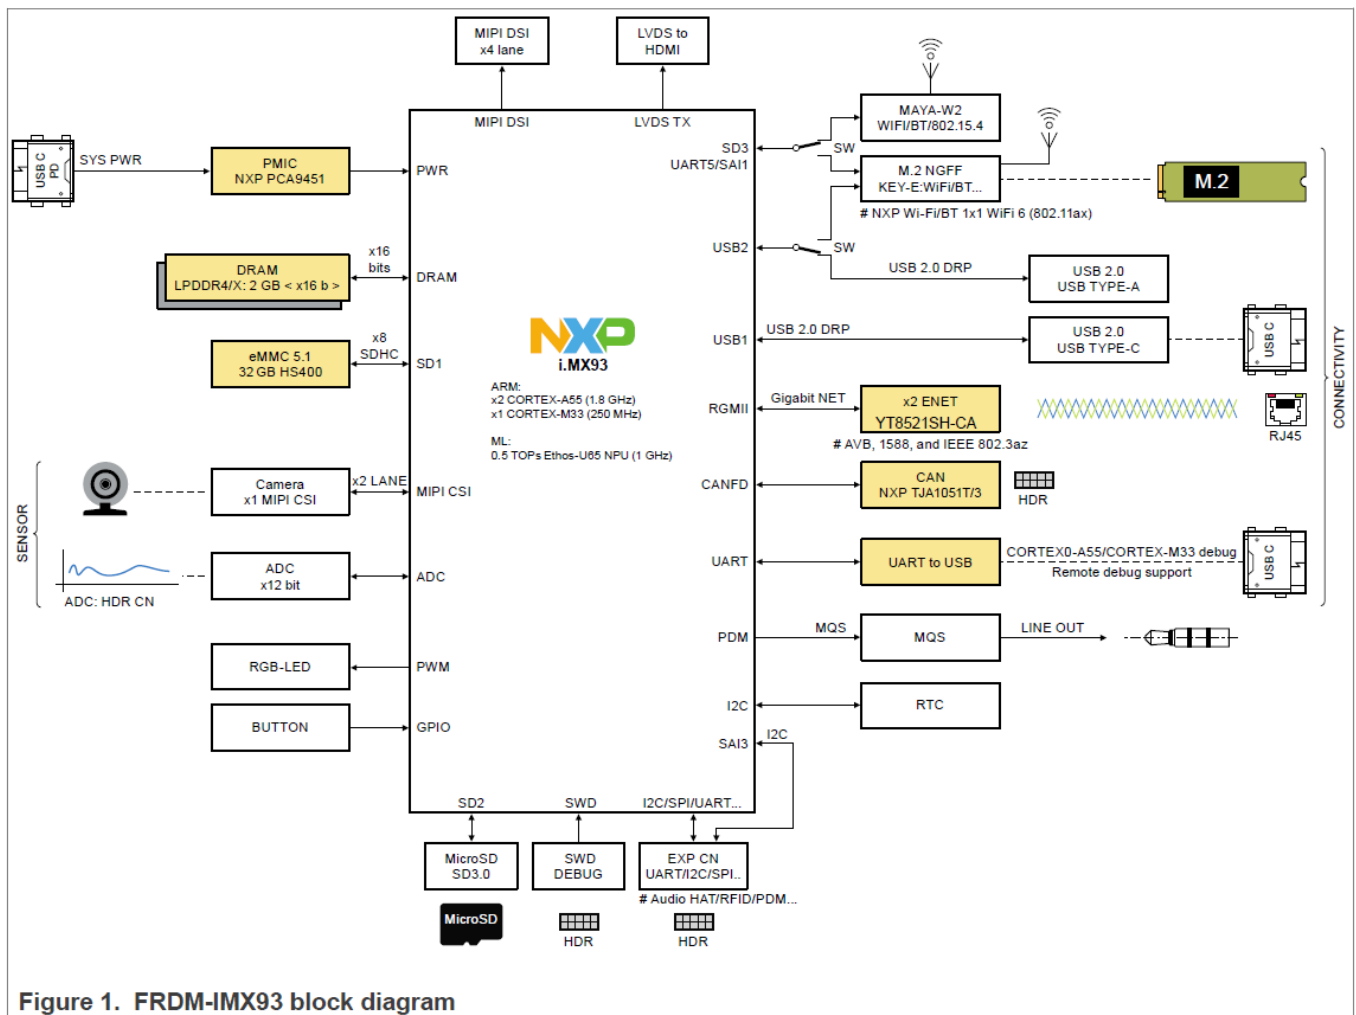 MIPI DSI
x4 lane
LVDS to
HDMI
MIPI DSI
LVDS TX
MAYA-W2
WIFI/BT/802.15.4
SD3
UART5/SAI1
SW
USB C
PD
SYS PWR
PMIC
NXP PCA9451
PWR
M.2 NGFF
KEY-E:WiFi/BT...
M.2
# NXP Wi-Fi/BT 1x1 WiFi 6 (802.11ax)
USB2
SW
x16
bits
DRAM
LPDDR4/X: 2 GB < x16 b >
DRAM
USB 2.0 DRP
USB 2.0
USB TYPE-A
NXP
i.MX93
USB1
USB 2.0 DRP
USB 2.0
USB TYPE-C
USB C
x8
SDHC
eMMC 5.1
32 GB HS400
SD1
ARM:
x2 CORTEX-A55 (1.8 GHz)
x1 CORTEX-M33 (250 MHz)
ML:
0.5 TOPs Ethos-U65 NPU (1 GHz)
RGMII
Gigabit NET
x2 ENET
YT8521SH-CA
# AVB, 1588, and IEEE 802.3az
RJ45
CONNECTIVITY
SENSOR
Camera
x1 MIPI CSI
x2 LANE
MIPI CSI
CANFD
CAN
NXP TJA1051T/3
HDR
ADC: HDR CN
ADC
x12 bit
ADC
UART
UART to USB
CORTEX0-A55/CORTEX-M33 debug
Remote debug support
USB C
PDM
MQS
MQS
LINE OUT
RGB-LED
PWM
I2C
RTC
BUTTON
GPIO
SAI3
I2C
SD2
SWD
I2C/SPI/UART...
MicroSD
SD3.0
SWD
DEBUG
EXP CN
UART/I2C/SPI..
# Audio HAT/RFID/PDM...
MicroSD
HDR
HDR
Figure 1. FRDM-IMX93 block diagram